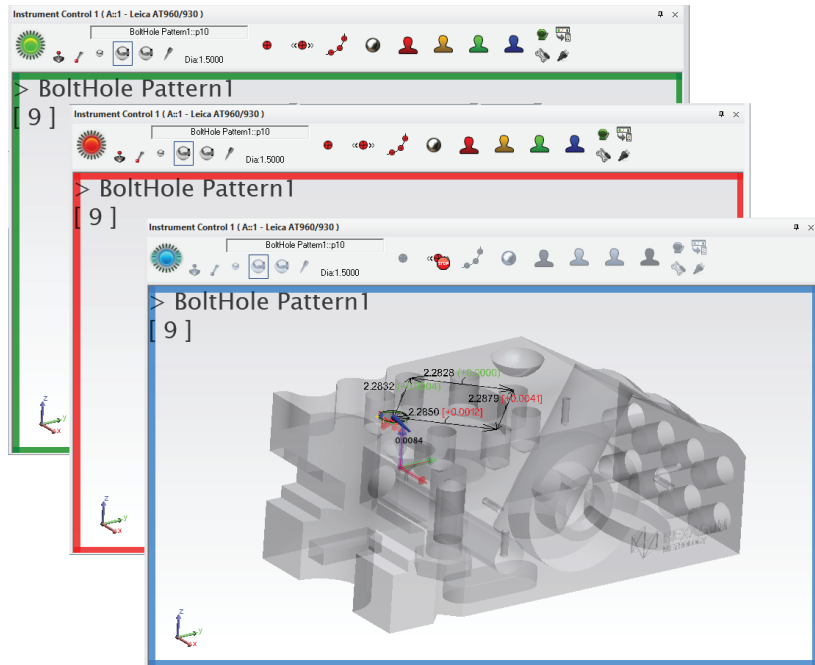 Instrument Control 1 ( A::1 - Leica AT960/930 )
BoltHole Pattern1::p10
Dia:1.5000
> BoltHole Pattern1
[ 9 ]
z
y
x
Instrument Control 1 ( A::1 - Leica AT960/930 )
BoltHole Pattern1::p10
Dia:1.5000
> BoltHole Pattern1
[ 9 ]
z
y
x
Instrument Control 1 ( A::1 - Leica AT960/930 )
BoltHole Pattern1::p10
STOP
Dia:1.5000
> BoltHole Pattern1
[ 9 ]
2.2828 [+0.0000]
2.2832
2.2879 [+0.0041]
2.2850 [+0.0012]
0.0084
METROLOGY
z
y
x